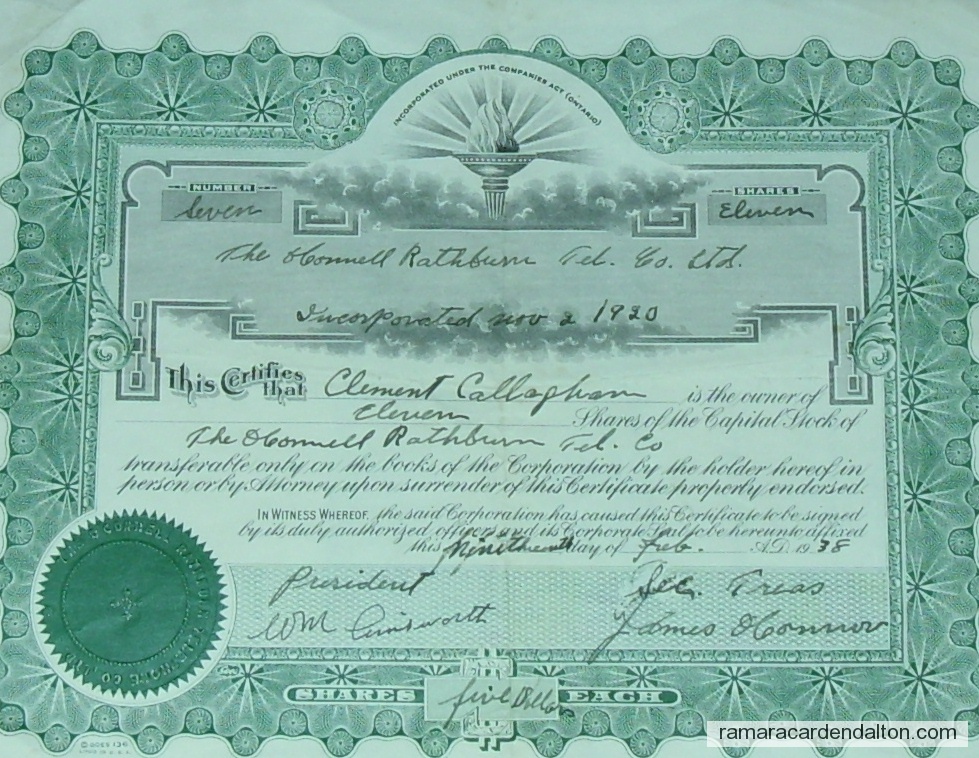 INCORPORATED UNDER THE COMPANIES ACT (ONTARIO)
NUMBER
SHARES
Seven
Eleven
The O'Connell Rathburn Tel. Co. Ltd.
Incorporated nov 2 1920
This Certifies that Clement Callaghan is the owner of
Eleven Shares of the Capital Stock of
The O'Connell Rathburn Tel. Co
transferable only on the books of the Corporation by the holder hereof in
person or by Attorney upon surrender of this Certificate properly endorsed.
IN WITNESS WHEREOF, the said Corporation has caused this Certificate to be signed
by its duly authorized officers and its Corporate Seal to be hereunto affixed
this Nineteenth day of Feb. A.D. 1938
President
Sec. Treas
Wm Ainsworth
James O'Connor
SHARES five Dollars EACH
© GOES 136
LITHO IN U.S.A.
ramaracardendalton.com